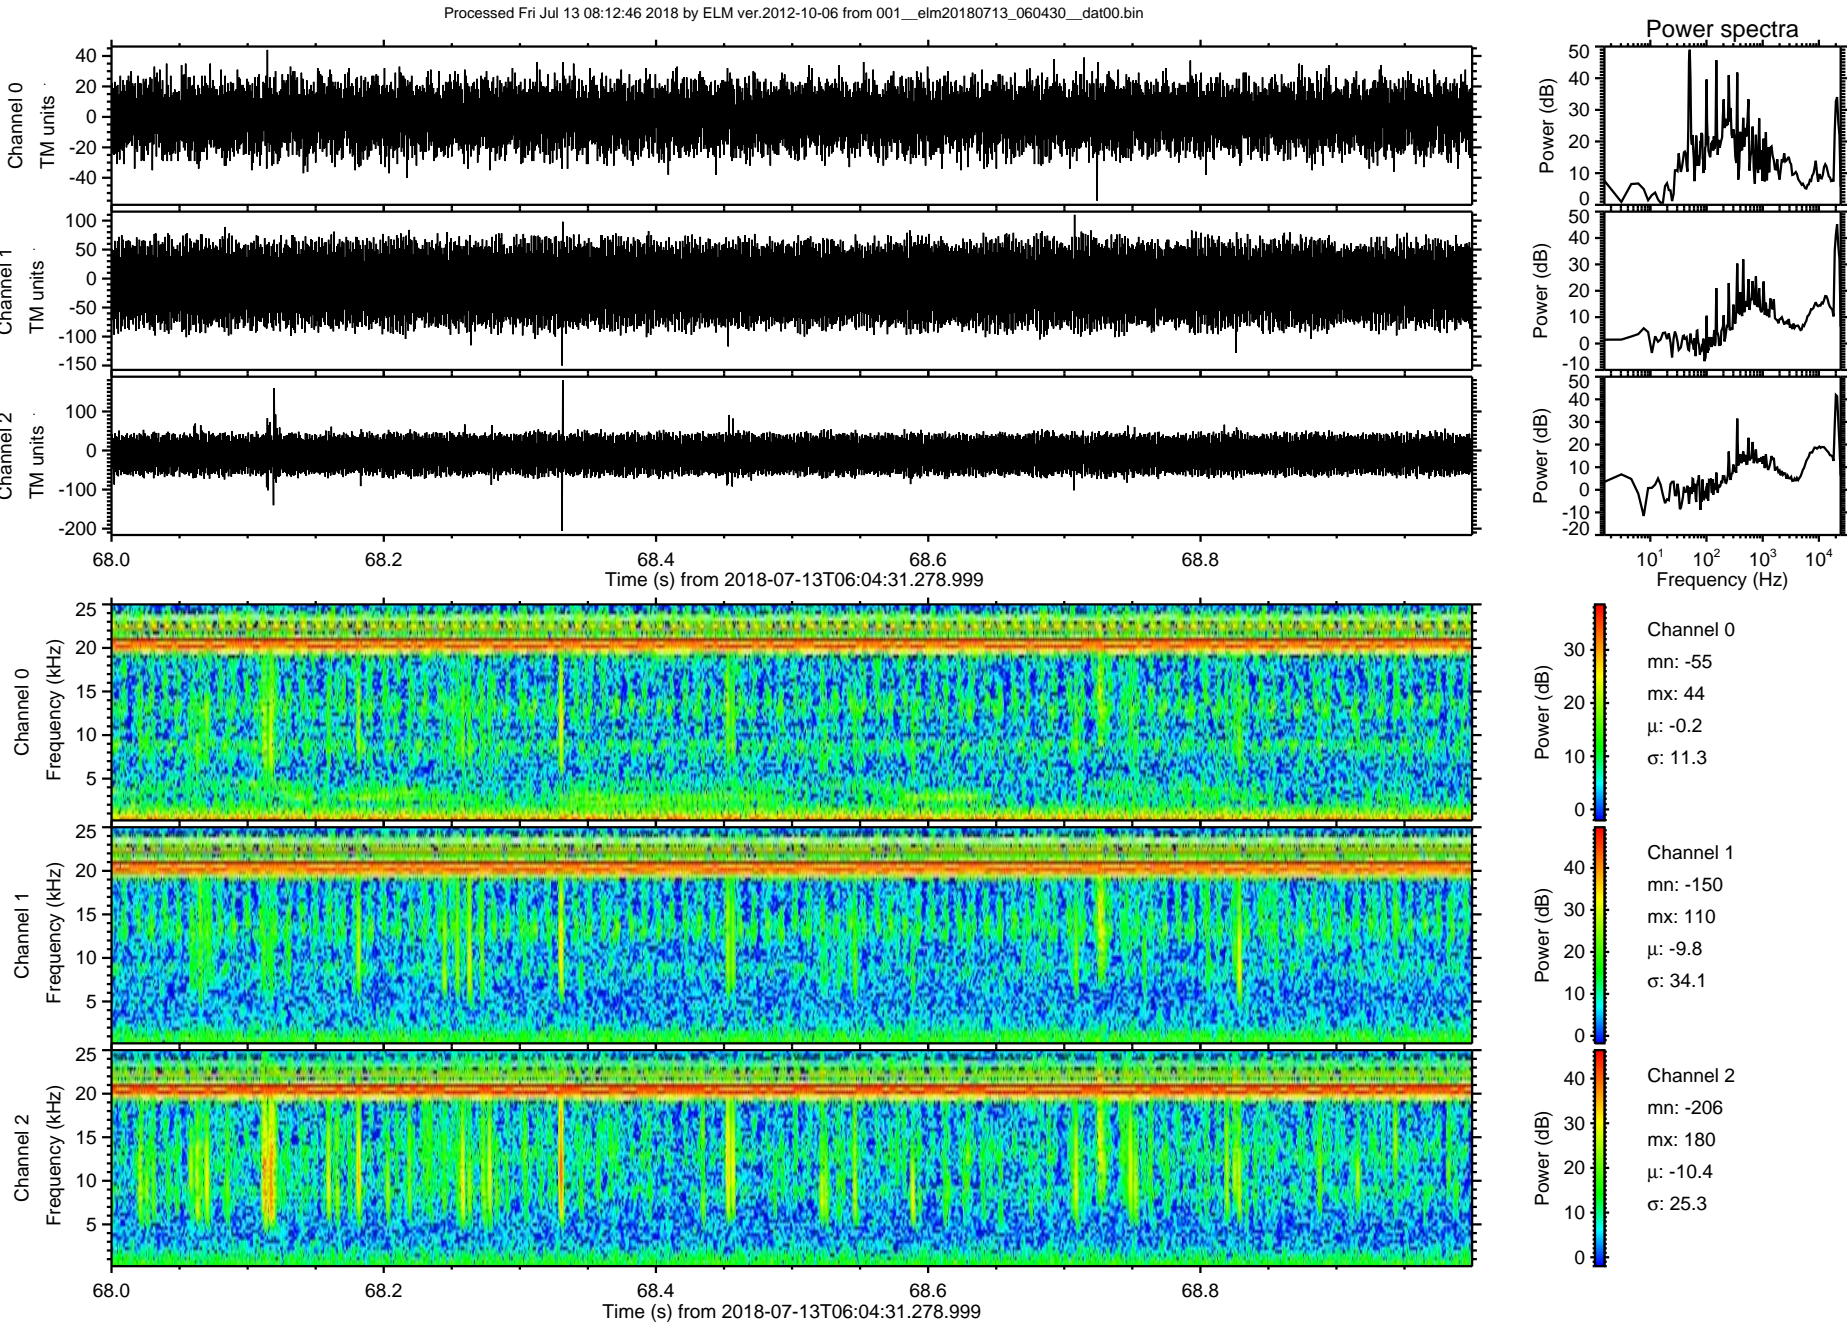 Processed Fri Jul 13 08:12:46 2018 by ELM ver.2012-10-06 from 001__elm20180713_060430__dat00.bin
Power spectra
Channel 0
TM units
40
20
0
-20
-40
Power (dB)
50
40
30
20
10
0
Channel 1
TM units
100
50
0
-50
-100
-150
Power (dB)
50
40
30
20
10
0
-10
Channel 2
TM units
100
0
-100
-200
Power (dB)
50
40
30
20
10
0
-10
-20
68.0 68.2 68.4 68.6 68.8
Time (s) from 2018-07-13T06:04:31.278.999
10^1 10^2 10^3 10^4
Frequency (Hz)
Channel 0
Frequency (kHz)
25
20
15
10
5
Power (dB)
30
20
10
0
Channel 0
mn: -55
mx: 44
μ: -0.2
σ: 11.3
Channel 1
Frequency (kHz)
25
20
15
10
5
Power (dB)
40
30
20
10
0
Channel 1
mn: -150
mx: 110
μ: -9.8
σ: 34.1
Channel 2
Frequency (kHz)
25
20
15
10
5
Power (dB)
40
30
20
10
0
Channel 2
mn: -206
mx: 180
μ: -10.4
σ: 25.3
68.0 68.2 68.4 68.6 68.8
Time (s) from 2018-07-13T06:04:31.278.999